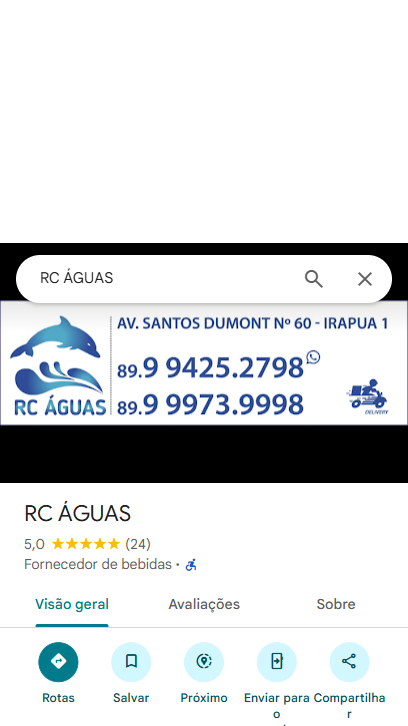 RC ÁGUAS
AV. SANTOS DUMONT Nº 60 - IRAPUA 1
89.9 9425.2798
RC ÁGUAS
89.9 9973.9998
DELIVERY
RC ÁGUAS
5,0 ★★★★★ (24)
Fornecedor de bebidas ·
Visão geral
Avaliações
Sobre
Rotas
Salvar
Próximo
Enviar para
o
Compartilha
r